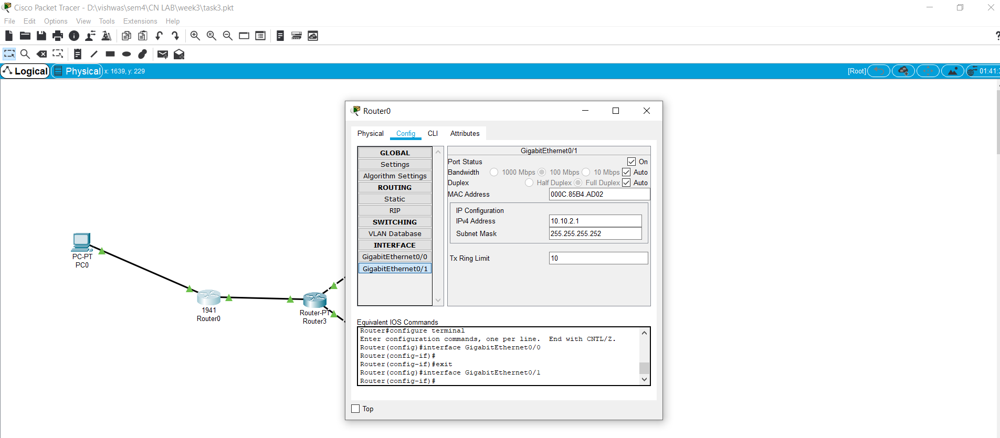 Cisco Packet Tracer - D:\vishwas\sem4\CN LAB\week3\task3.pkt
File Edit Options View Tools Extensions Help
Logical Physical x: 1639, y: 229 [Root] 01:41:3
Router0
Physical Config CLI Attributes
GLOBAL
Settings
Algorithm Settings
ROUTING
Static
RIP
SWITCHING
VLAN Database
INTERFACE
GigabitEthernet0/0
GigabitEthernet0/1
GigabitEthernet0/1
Port Status On
Bandwidth 1000 Mbps 100 Mbps 10 Mbps Auto
Duplex Half Duplex Full Duplex Auto
MAC Address 000C.85B4.AD02
IP Configuration
IPv4 Address 10.10.2.1
Subnet Mask 255.255.255.252
Tx Ring Limit 10
PC-PT
PC0
1941
Router0
Router-PT
Router3
Equivalent IOS Commands
Router#configure terminal
Enter configuration commands, one per line.  End with CNTL/Z.
Router(config)#interface GigabitEthernet0/0
Router(config-if)#
Router(config-if)#exit
Router(config)#interface GigabitEthernet0/1
Router(config-if)#
Top